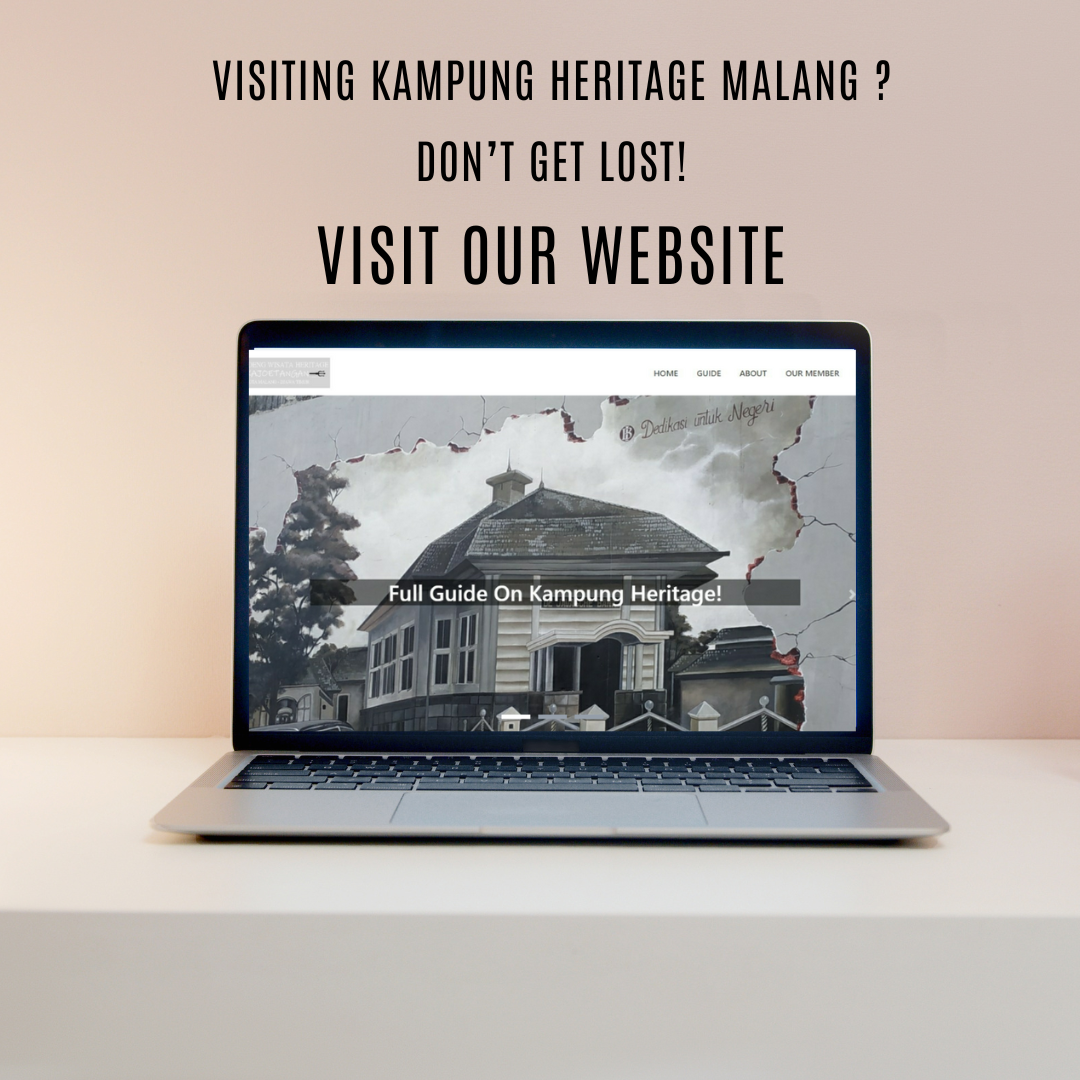 VISITING KAMPUNG HERITAGE MALANG ?
DON'T GET LOST!
VISIT OUR WEBSITE
HOME GUIDE ABOUT OUR MEMBER
Dedikasi untuk Negeri
Full Guide On Kampung Heritage!